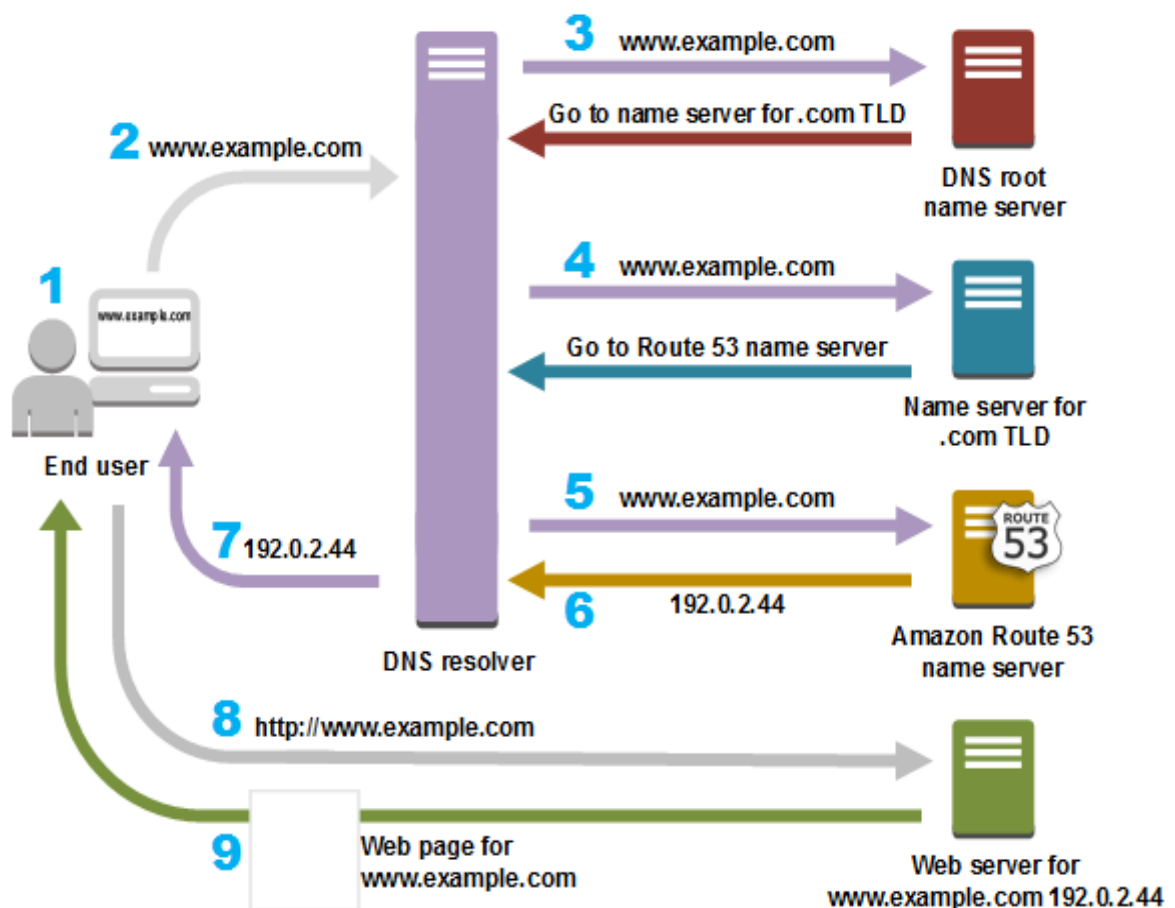 3 www.example.com
Go to name server for .com TLD
DNS root
name server
2 www.example.com
1
www.example.com
End user
4 www.example.com
Go to Route 53 name server
Name server for
.com TLD
5 www.example.com
ROUTE
53
6 192.0.2.44
Amazon Route 53
name server
7 192.0.2.44
DNS resolver
8 http://www.example.com
9 Web page for
www.example.com
Web server for
www.example.com 192.0.2.44